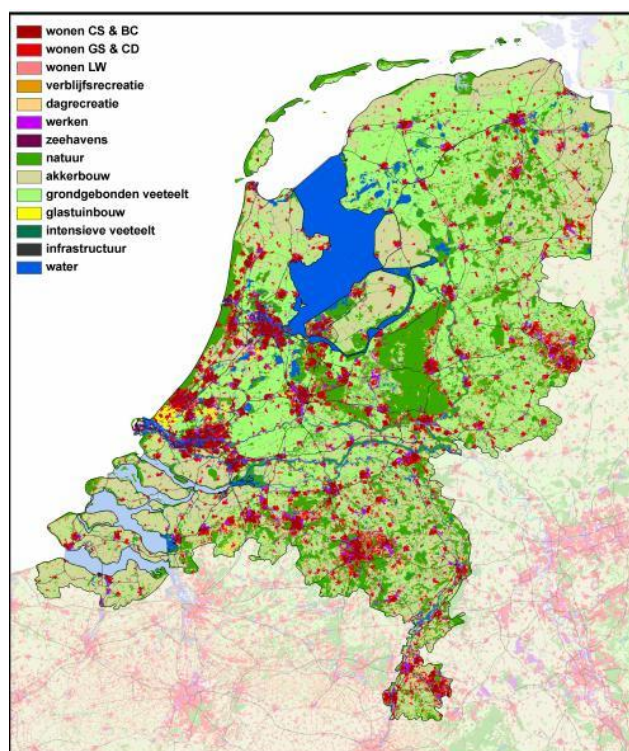 wonen CS & BC
wonen GS & CD
wonen LW
verblijfsrecreatie
dagrecreatie
werken
zeehavens
natuur
akkerbouw
grondgebonden veeteelt
glastuinbouw
intensieve veeteelt
infrastructuur
water